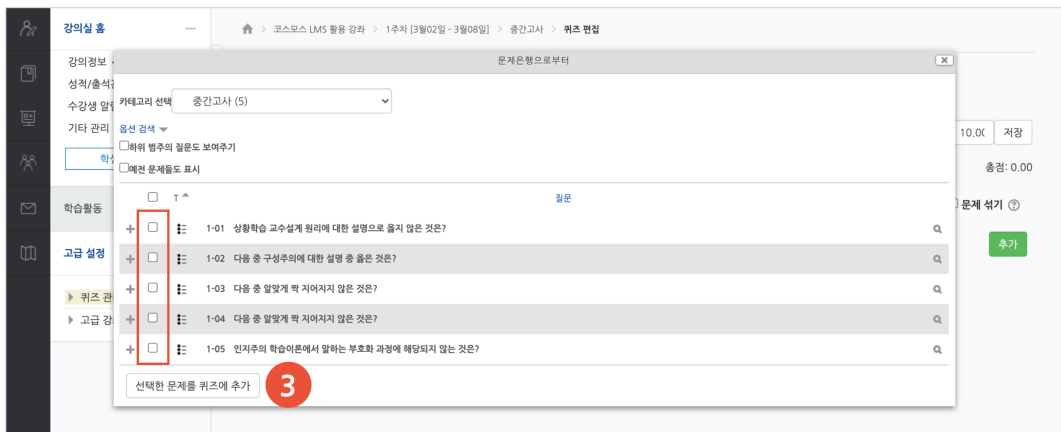 강의실 홈
코스모스 LMS 활용 강좌 > 1주차 [3월02일 - 3월08일] > 중간고사 > 퀴즈 편집
강의정보
성적/출석관
수강생 알림
기타 관리
학습활동
고급 설정
퀴즈 관
고급 강
문제은행으로부터
카테고리 선택 중간고사 (5)
옵션 검색
하위 범주의 질문도 보여주기
예전 문제들도 표시
T 질문
1-01 상황학습 교수설계 원리에 대한 설명으로 옳지 않은 것은?
1-02 다음 중 구성주의에 대한 설명 중 옳은 것은?
1-03 다음 중 알맞게 짝 지어지지 않은 것은?
1-04 다음 중 알맞게 짝 지어지지 않은 것은?
1-05 인지주의 학습이론에서 말하는 부호화 과정에 해당되지 않는 것은?
선택한 문제를 퀴즈에 추가
3
10.00 저장
총점: 0.00
문제 섞기
추가